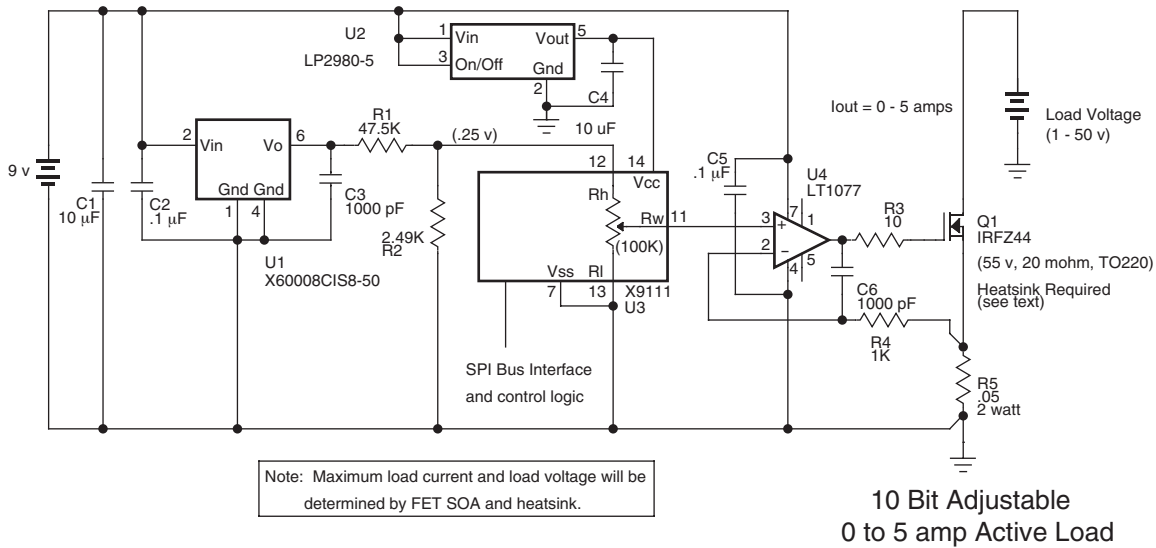 U2
LP2980-5
1
Vin
Vout
5
3
On/Off
Gnd
2
C4
10 uF
R1
47.5K
(.25 v)
9 v
2
Vin
Vo
6
Gnd Gnd
1
4
C1
10 µF
C2
.1 µF
C3
1000 pF
U1
X60008CIS8-50
2.49K
R2
12
14
Vcc
Rh
Rw
11
(100K)
Vss
Rl
7
13
X9111
U3
SPI Bus Interface
and control logic
C5
.1 µF
U4
LT1077
3
+
7
1
2
–
4
5
R3
10
C6
1000 pF
R4
1K
Iout = 0 - 5 amps
Load Voltage
(1 - 50 v)
Q1
IRFZ44
(55 v, 20 mohm, TO220)
Heatsink Required
(see text)
R5
.05
2 watt
Note: Maximum load current and load voltage will be
determined by FET SOA and heatsink.
10 Bit Adjustable
0 to 5 amp Active Load